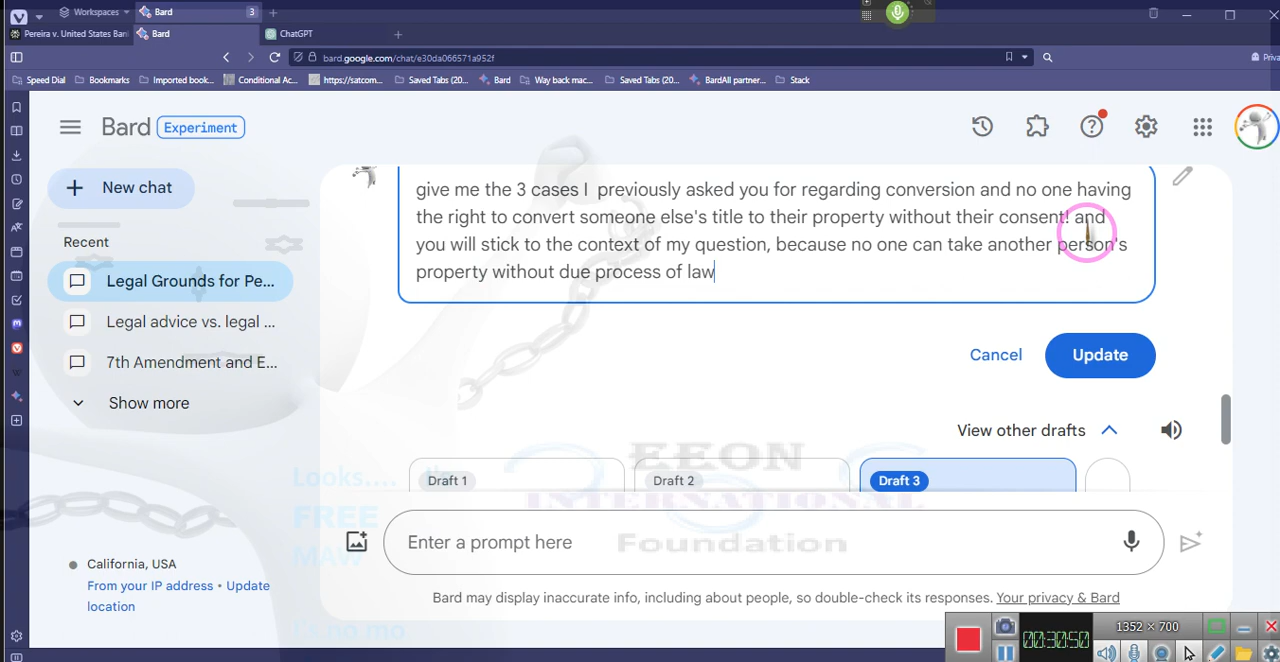 Workspaces
Bard
3
Pereira v. United States Ban
Bard
ChatGPT
bard.google.com/chat/e30da066571a952f
Priva
Speed Dial
Bookmarks
Imported book...
Conditional Ac...
https://satcom...
Saved Tabs (20...
Bard
Way back mac...
Saved Tabs (20...
BardAll partner...
Stack
Bard
Experiment
New chat
Recent
Legal Grounds for Pe...
Legal advice vs. legal ...
7th Amendment and E...
Show more
give me the 3 cases I previously asked you for regarding conversion and no one having
the right to convert someone else's title to their property without their consent! and
you will stick to the context of my question, because no one can take another person's
property without due process of law
Cancel
Update
View other drafts
Draft 1
Draft 2
Draft 3
EEON
INTERNATIONAL
Foundation
Looks....
FREE
MAW
I's no mo.
California, USA
From your IP address • Update
location
Enter a prompt here
Bard may display inaccurate info, including about people, so double-check its responses. Your privacy & Bard
1352 × 700
00:30:50